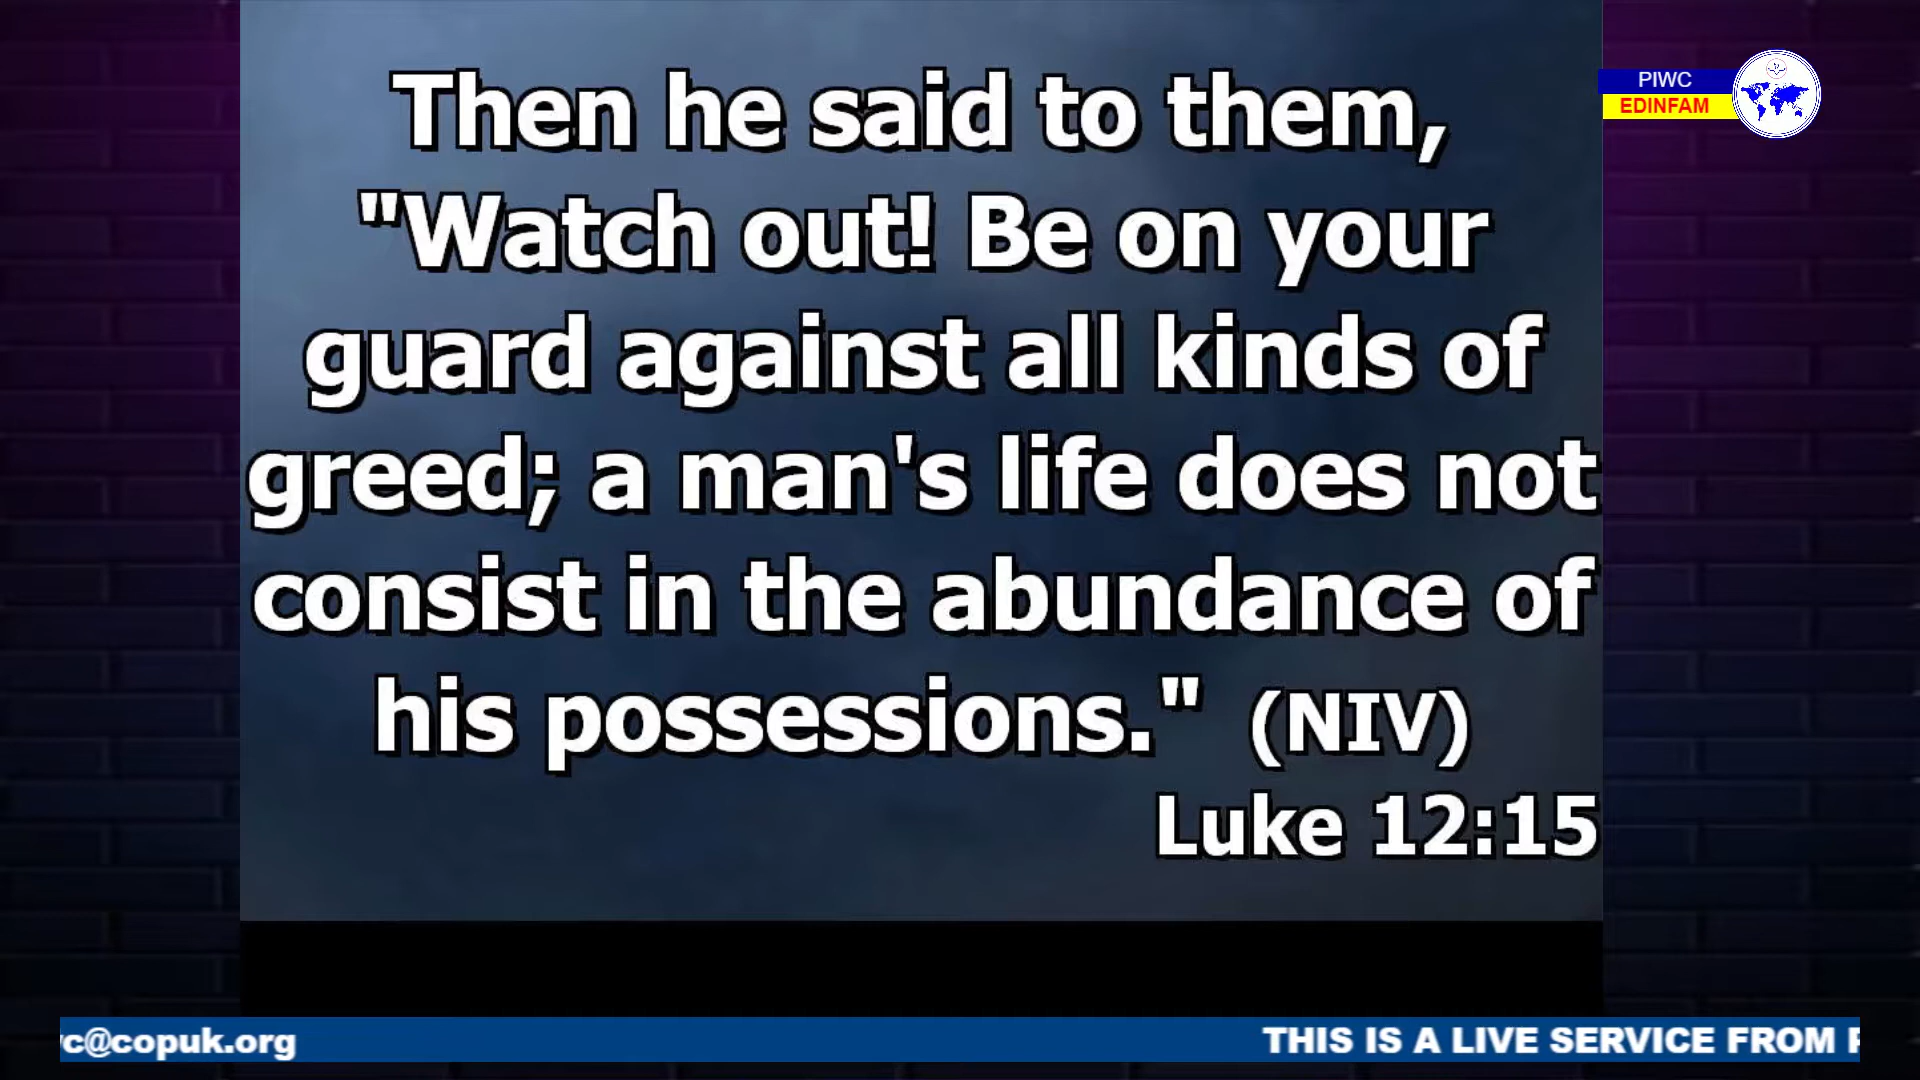 Then he said to them,
"Watch out! Be on your
guard against all kinds of
greed; a man's life does not
consist in the abundance of
his possessions." (NIV)
Luke 12:15
PIWC
EDINFAM
c@copuk.org
THIS IS A LIVE SERVICE FROM